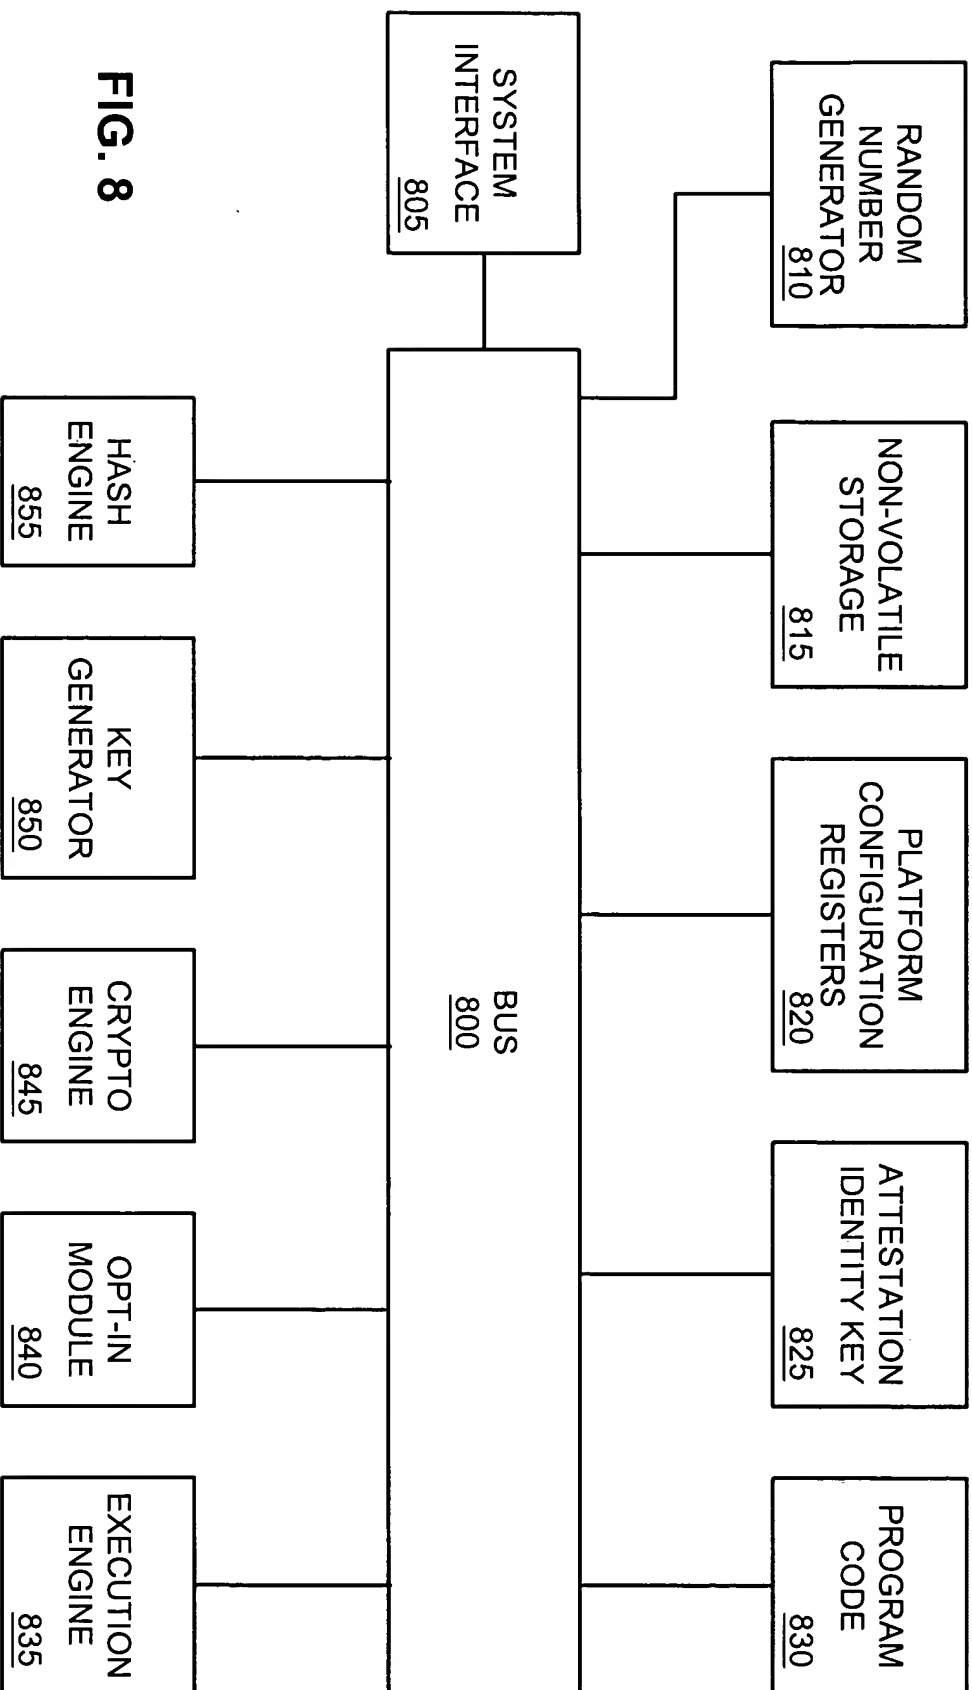 RANDOM
NUMBER
GENERATOR
810
NON-VOLATILE
STORAGE
815
PLATFORM
CONFIGURATION
REGISTERS
820
ATTESTATION
IDENTITY KEY
825
PROGRAM
CODE
830
SYSTEM
INTERFACE
805
BUS
800
HASH
ENGINE
855
KEY
GENERATOR
850
CRYPTO
ENGINE
845
OPT-IN
MODULE
840
EXECUTION
ENGINE
835
FIG. 8